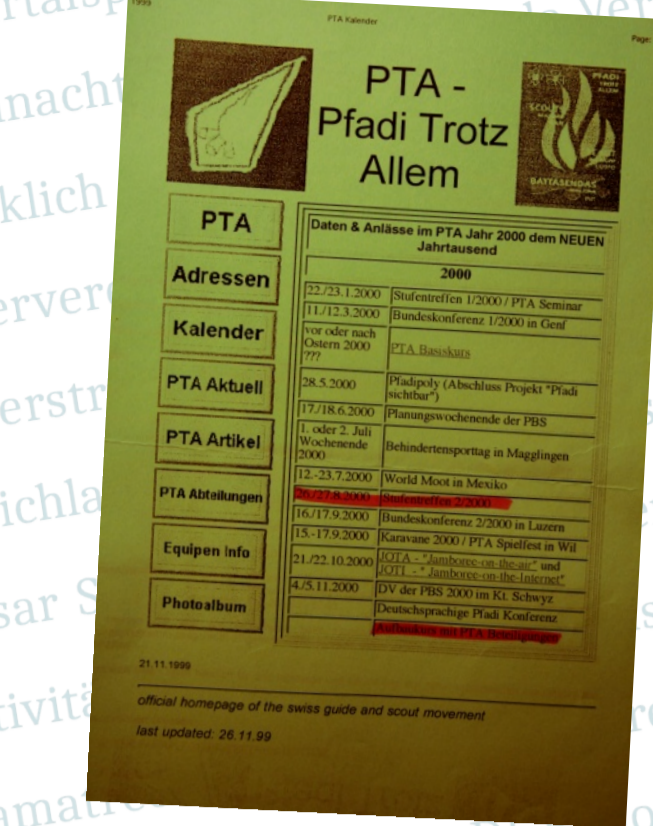 1999
PTA Kalender
Page:
PTA -
Pfadi Trotz
Allem
PFADI
TROTZ
ALLEM
SCOUT
BATTASENDAS
PTA
Adressen
Kalender
PTA Aktuell
PTA Artikel
PTA Abteilungen
Equipen Info
Photoalbum
Daten & Anlässe im PTA Jahr 2000 dem NEUEN
Jahrtausend
2000
22./23.1.2000 Stufentreffen 1/2000 / PTA Seminar
11./12.3.2000 Bundeskonferenz 1/2000 in Genf
vor oder nach
Ostern 2000
???
PTA Basiskurs
28.5.2000 Pfadipoly (Abschluss Projekt "Pfadi
sichtbar")
17./18.6.2000 Planungswochenende der PBS
1. oder 2. Juli
Wochenende
2000
Behindertensporttag in Magglingen
12.-23.7.2000 World Moot in Mexiko
26./27.8.2000 Stufentreffen 2/2000
16./17.9.2000 Bundeskonferenz 2/2000 in Luzern
15.-17.9.2000 Karavane 2000 / PTA Spielfest in Wil
21./22.10.2000 JOTA - "Jamboree-on-the-air" und
JOTI - " Jamboree-on-the-Internet"
4./5.11.2000 DV der PBS 2000 im Kt. Schwyz
Deutschsprachige Pfadi Konferenz
Aufbaukurs mit PTA Beteiligung
21.11.1999
official homepage of the swiss guide and scout movement
last updated: 26.11.99